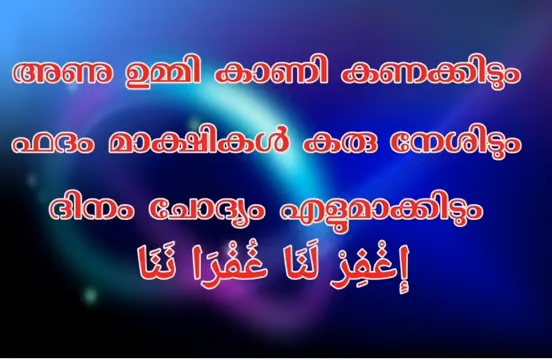 അണു ഉമ്മി കാണി കണക്കിടും
ഫദം മാക്ഷികൾ കരു നേശിടും
ദിനം ചോദ്യം എളുമാക്കിടും
إِغْفِرْ لَنَا غُفْرَا نَنَا